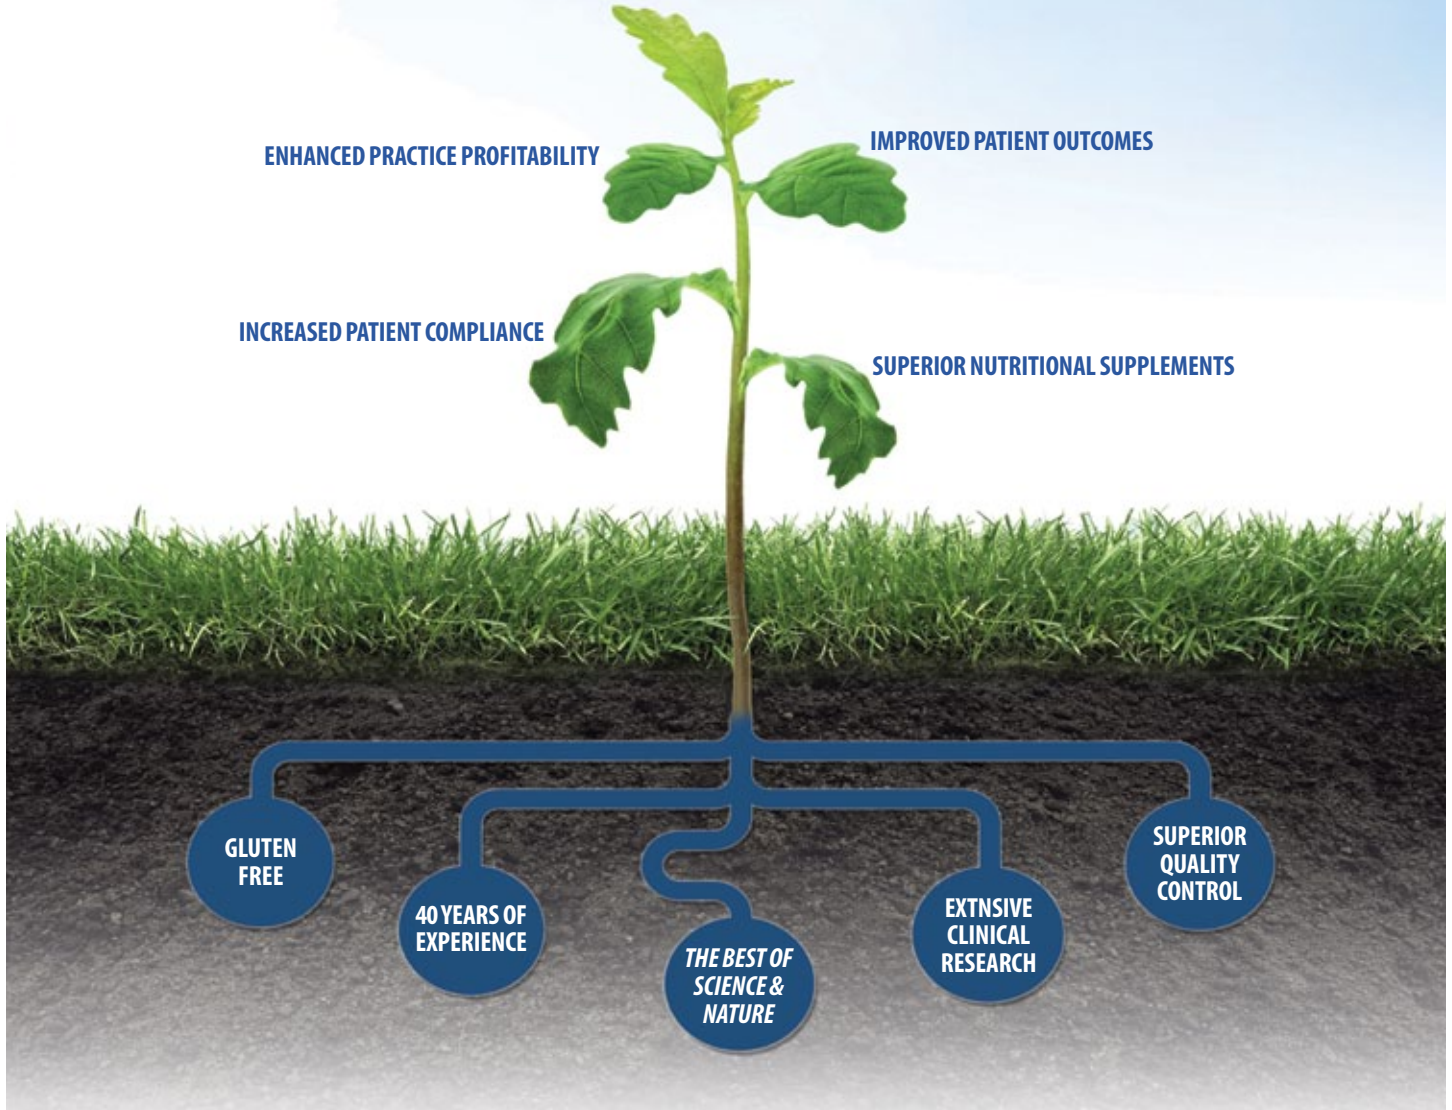 IMPROVED PATIENT OUTCOMES
ENHANCED PRACTICE PROFITABILITY
INCREASED PATIENT COMPLIANCE
SUPERIOR NUTRITIONAL SUPPLEMENTS
GLUTEN
FREE
40 YEARS OF
EXPERIENCE
THE BEST OF
SCIENCE &
NATURE
EXTNSIVE
CLINICAL
RESEARCH
SUPERIOR
QUALITY
CONTROL